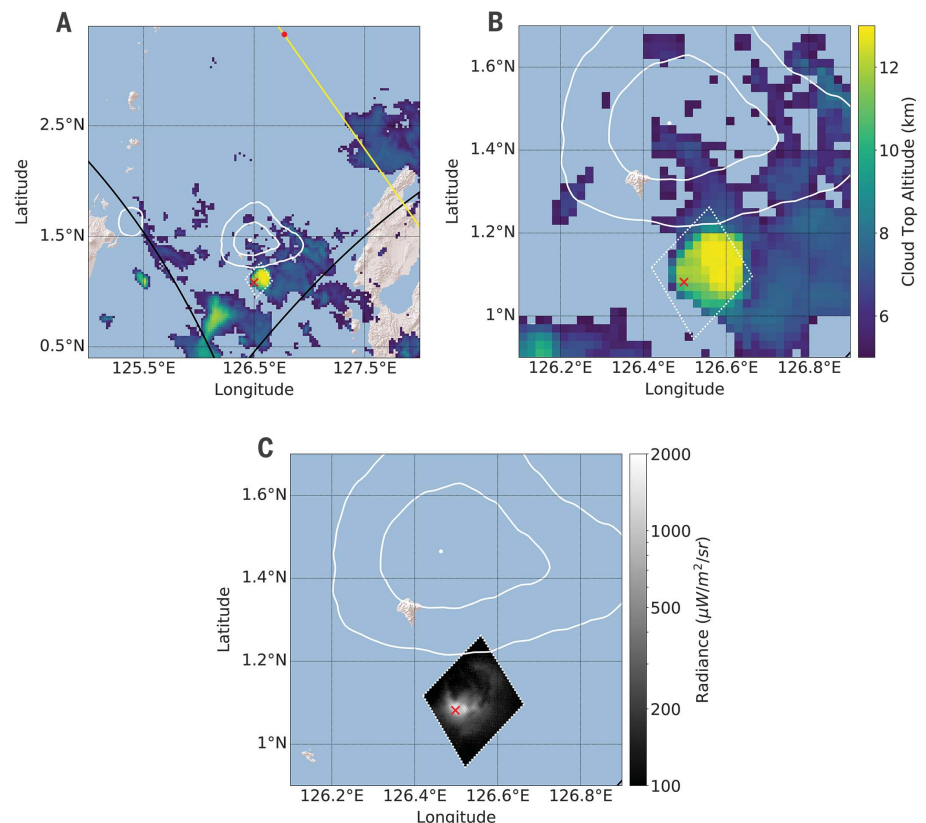 A
2.5°N
1.5°N
0.5°N
Latitude
125.5°E 126.5°E 127.5°E
Longitude
B
1.6°N
1.4°N
1.2°N
1°N
Latitude
126.2°E 126.4°E 126.6°E 126.8°E
Longitude
12
10
8
6
Cloud Top Altitude (km)
C
1.6°N
1.4°N
1.2°N
1°N
Latitude
126.2°E 126.4°E 126.6°E 126.8°E
Longitude
2000
1000
500
200
100
Radiance (μW/m²/sr)